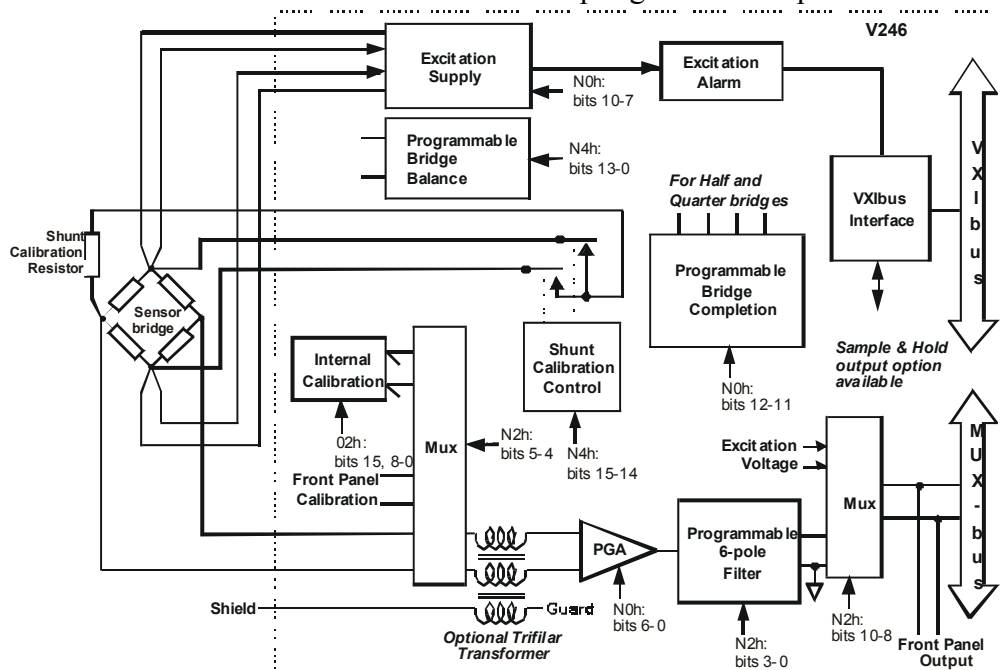 V246
Excitation
Supply
Excitation
Alarm
N0h:
bits 10-7
Programmable
Bridge
Balance
N4h:
bits 13-0
For Half and
Quarter bridges
VXIbus
Interface
VXIbus
Shunt
Calibration
Resistor
Sensor
bridge
Programmable
Bridge
Completion
Internal
Calibration
Shunt
Calibration
Control
Sample & Hold
output option
available
N0h:
bits 12-11
02h:
bits 15, 8-0
Mux
N2h:
bits 5-4
N4h:
bits 15-14
Front Panel
Calibration
Excitation
Voltage
Mux
MUX-bus
PGA
Programmable
6-pole
Filter
Shield
Guard
N0h:
bits 6-0
Optional Trifilar
Transformer
N2h:
bits 3-0
N2h:
bits 10-8
Front Panel
Output